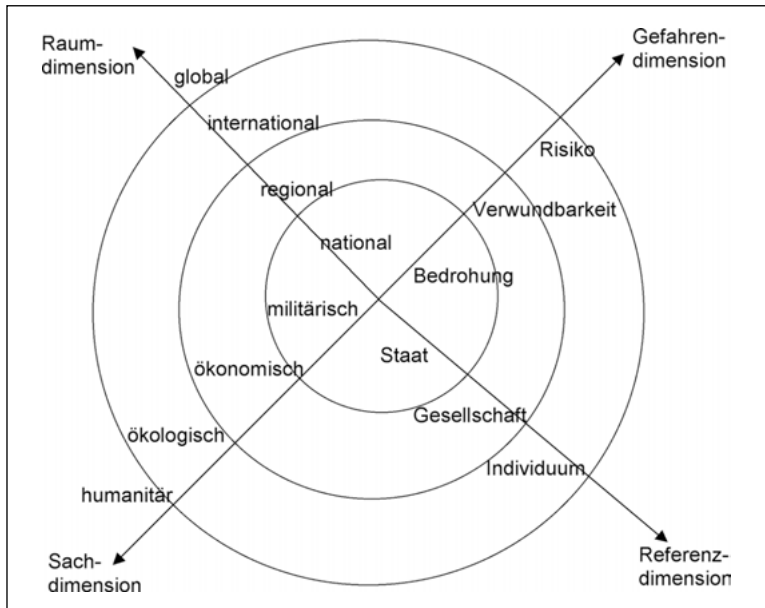 Raum-
dimension
Gefahren-
dimension
global
international
Risiko
regional
Verwundbarkeit
national
Bedrohung
militärisch
Staat
ökonomisch
Gesellschaft
ökologisch
Individuum
humanitär
Sach-
dimension
Referenz-
dimension